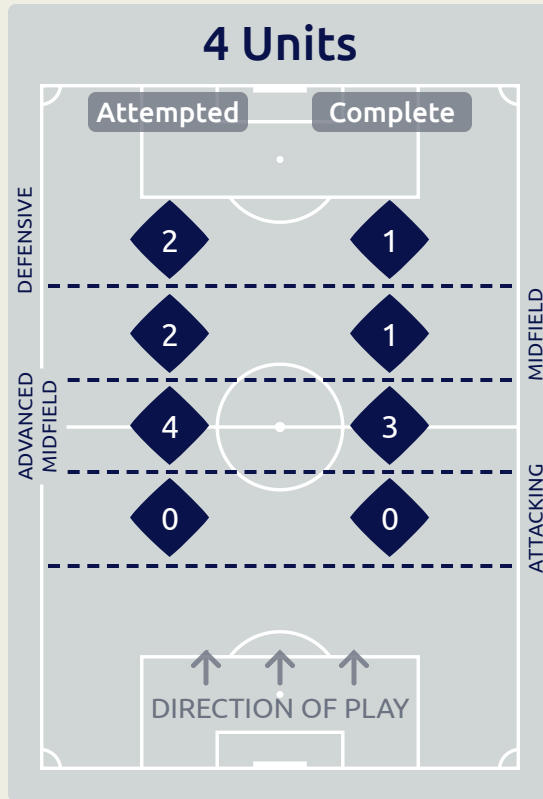 4 Units
Attempted Complete
DEFENSIVE
2 1
MIDFIELD
2 1
ADVANCED
MIDFIELD
4 3
ATTACKING
0 0
DIRECTION OF PLAY